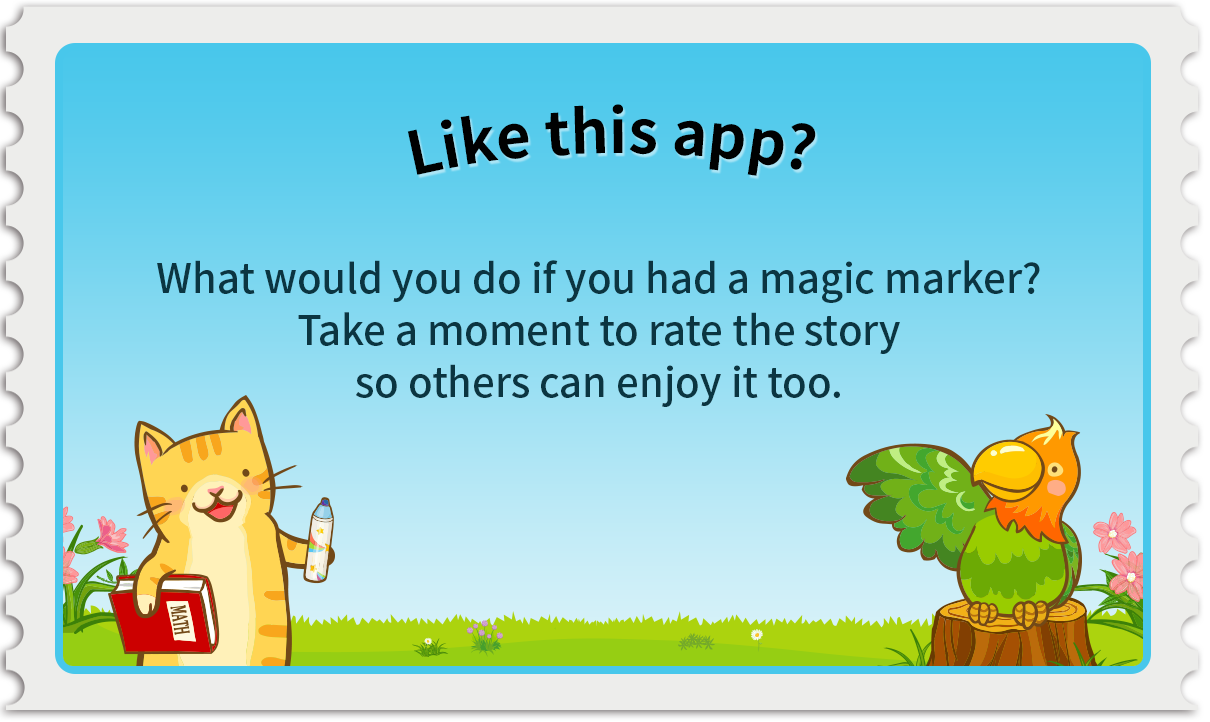 Like this app?
What would you do if you had a magic marker?
Take a moment to rate the story
so others can enjoy it too.
MATH